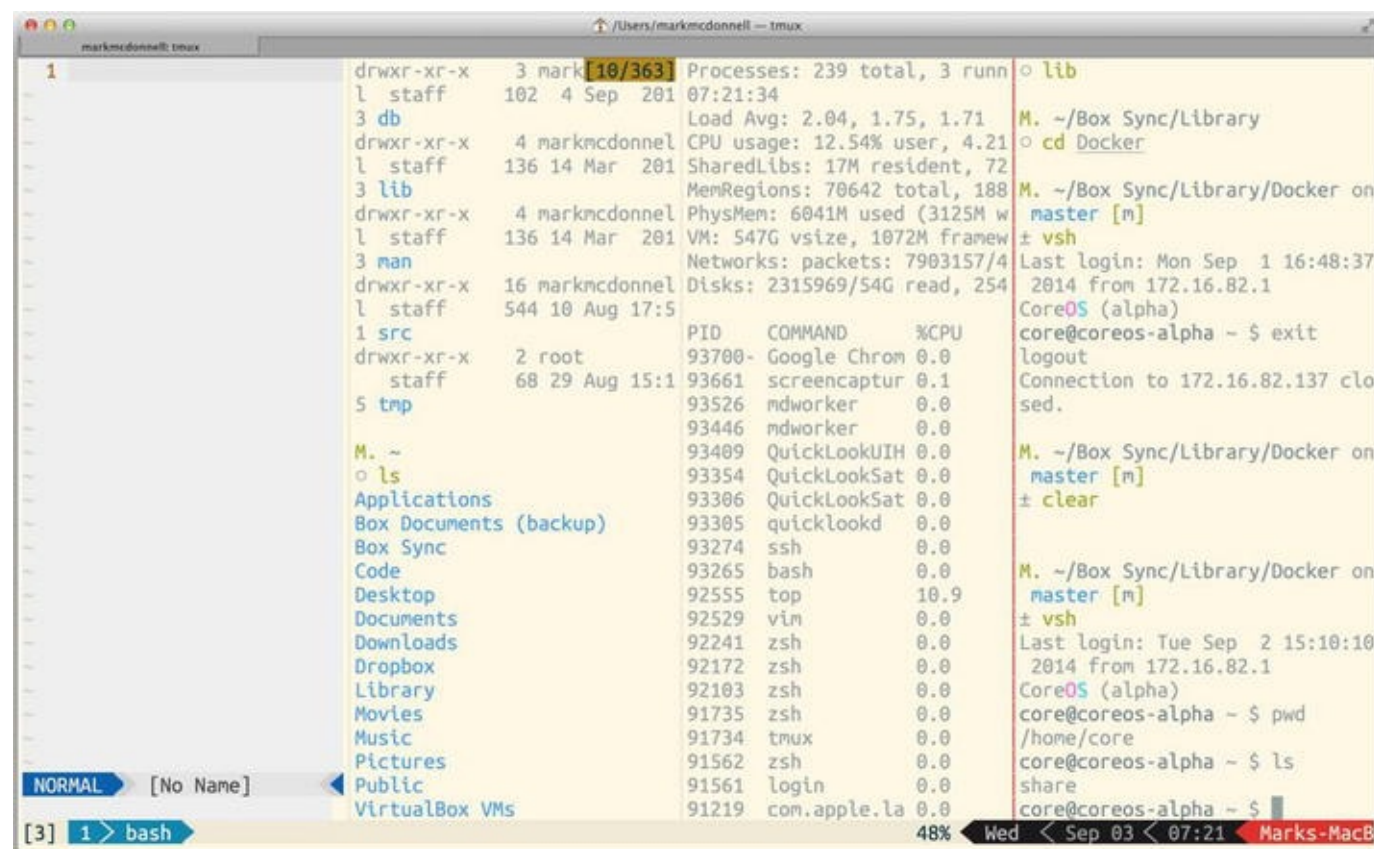 /Users/markmcdonnell — tmux
markmcdonnell: tmux
1
NORMAL [No Name]
drwxr-xr-x 3 mark[10/363]
l staff 102 4 Sep 201
3 db
drwxr-xr-x 4 markmcdonnel
l staff 136 14 Mar 201
3 lib
drwxr-xr-x 4 markmcdonnel
l staff 136 14 Mar 201
3 man
drwxr-xr-x 16 markmcdonnel
l staff 544 10 Aug 17:5
1 src
drwxr-xr-x 2 root
staff 68 29 Aug 15:1
5 tmp
M. ~
○ ls
Applications
Box Documents (backup)
Box Sync
Code
Desktop
Documents
Downloads
Dropbox
Library
Movies
Music
Pictures
Public
VirtualBox VMs
Processes: 239 total, 3 runn
07:21:34
Load Avg: 2.04, 1.75, 1.71
CPU usage: 12.54% user, 4.21
SharedLibs: 17M resident, 72
MemRegions: 70642 total, 188
PhysMem: 6041M used (3125M w
VM: 547G vsize, 1072M framew
Networks: packets: 7903157/4
Disks: 2315969/54G read, 254
PID COMMAND %CPU
93700- Google Chrom 0.0
93661 screencaptur 0.1
93526 mdworker 0.0
93446 mdworker 0.0
93409 QuickLookUIH 0.0
93354 QuickLookSat 0.0
93306 QuickLookSat 0.0
93305 quicklookd 0.0
93274 ssh 0.0
93265 bash 0.0
92555 top 10.9
92529 vim 0.0
92241 zsh 0.0
92172 zsh 0.0
92103 zsh 0.0
91735 zsh 0.0
91734 tmux 0.0
91562 zsh 0.0
91561 login 0.0
91219 com.apple.la 0.0
○ lib
M. ~/Box Sync/Library
○ cd Docker
M. ~/Box Sync/Library/Docker on
master [m]
± vsh
Last login: Mon Sep 1 16:48:37
2014 from 172.16.82.1
CoreOS (alpha)
core@coreos-alpha ~ $ exit
logout
Connection to 172.16.82.137 clo
sed.
M. ~/Box Sync/Library/Docker on
master [m]
± clear
M. ~/Box Sync/Library/Docker on
master [m]
± vsh
Last login: Tue Sep 2 15:10:10
2014 from 172.16.82.1
CoreOS (alpha)
core@coreos-alpha ~ $ pwd
/home/core
core@coreos-alpha ~ $ ls
share
core@coreos-alpha ~ $
[3] 1 > bash 48% Wed < Sep 03 < 07:21 Marks-MacB